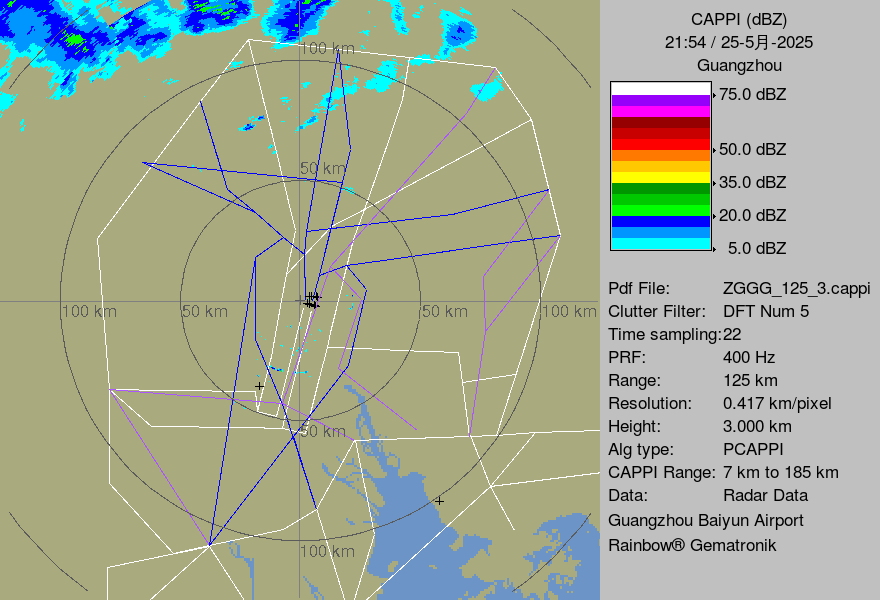 CAPPI (dBZ)
21:54 / 25-5月-2025
Guangzhou
75.0 dBZ
50.0 dBZ
35.0 dBZ
20.0 dBZ
5.0 dBZ
Pdf File: ZGGG_125_3.cappi
Clutter Filter: DFT Num 5
Time sampling:22
PRF: 400 Hz
Range: 125 km
Resolution: 0.417 km/pixel
Height: 3.000 km
Alg type: PCAPPI
CAPPI Range: 7 km to 185 km
Data: Radar Data
Guangzhou Baiyun Airport
Rainbow® Gematronik
100 km
50 km
100 km
50 km
50 km
100 km
50 km
100 km